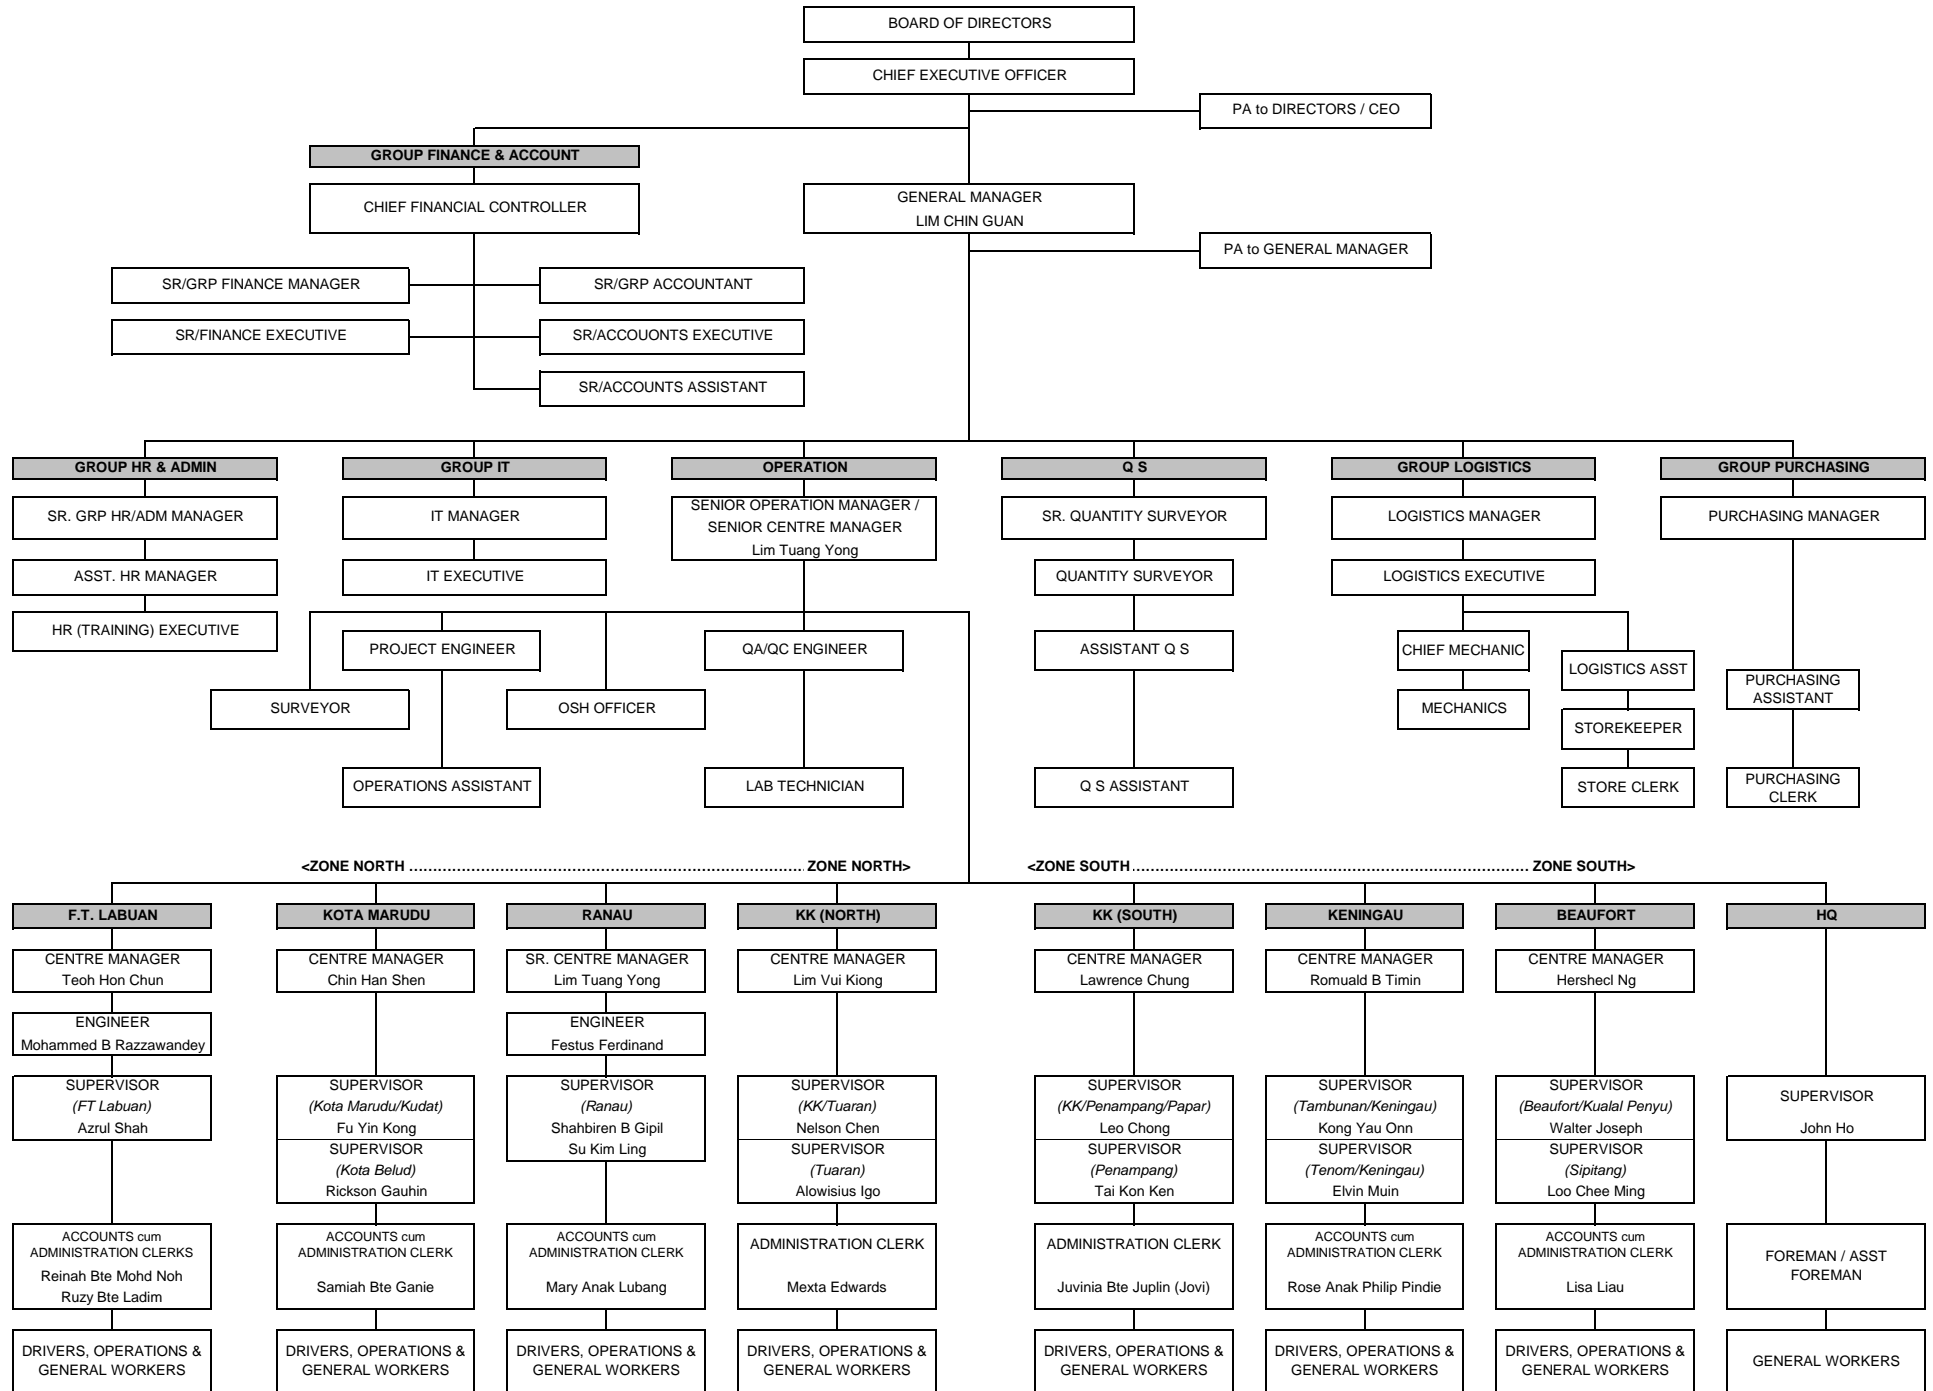 BOARD OF DIRECTORS
CHIEF EXECUTIVE OFFICER
PA to DIRECTORS / CEO
GROUP FINANCE & ACCOUNT
CHIEF FINANCIAL CONTROLLER
GENERAL MANAGER
LIM CHIN GUAN
PA to GENERAL MANAGER
SR/GRP FINANCE MANAGER
SR/GRP ACCOUNTANT
SR/FINANCE EXECUTIVE
SR/ACCOUONTS EXECUTIVE
SR/ACCOUNTS ASSISTANT
GROUP HR & ADMIN
SR. GRP HR/ADM MANAGER
ASST. HR MANAGER
HR (TRAINING) EXECUTIVE
GROUP IT
IT MANAGER
IT EXECUTIVE
OPERATION
SENIOR OPERATION MANAGER /
SENIOR CENTRE MANAGER
Lim Tuang Yong
PROJECT ENGINEER
QA/QC ENGINEER
SURVEYOR
OSH OFFICER
OPERATIONS ASSISTANT
LAB TECHNICIAN
Q S
SR. QUANTITY SURVEYOR
QUANTITY SURVEYOR
ASSISTANT Q S
Q S ASSISTANT
GROUP LOGISTICS
LOGISTICS MANAGER
LOGISTICS EXECUTIVE
CHIEF MECHANIC
MECHANICS
LOGISTICS ASST
STOREKEEPER
STORE CLERK
GROUP PURCHASING
PURCHASING MANAGER
PURCHASING
ASSISTANT
PURCHASING
CLERK
<ZONE NORTH ................................................................................ ZONE NORTH>
<ZONE SOUTH ................................................................................ ZONE SOUTH>
F.T. LABUAN
CENTRE MANAGER
Teoh Hon Chun
ENGINEER
Mohammed B Razzawandey
SUPERVISOR
(FT Labuan)
Azrul Shah
ACCOUNTS cum
ADMINISTRATION CLERKS
Reinah Bte Mohd Noh
Ruzy Bte Ladim
DRIVERS, OPERATIONS &
GENERAL WORKERS
KOTA MARUDU
CENTRE MANAGER
Chin Han Shen
SUPERVISOR
(Kota Marudu/Kudat)
Fu Yin Kong
SUPERVISOR
(Kota Belud)
Rickson Gauhin
ACCOUNTS cum
ADMINISTRATION CLERK
Samiah Bte Ganie
DRIVERS, OPERATIONS &
GENERAL WORKERS
RANAU
SR. CENTRE MANAGER
Lim Tuang Yong
ENGINEER
Festus Ferdinand
SUPERVISOR
(Ranau)
Shahbiren B Gipil
Su Kim Ling
ACCOUNTS cum
ADMINISTRATION CLERK
Mary Anak Lubang
DRIVERS, OPERATIONS &
GENERAL WORKERS
KK (NORTH)
CENTRE MANAGER
Lim Vui Kiong
SUPERVISOR
(KK/Tuaran)
Nelson Chen
SUPERVISOR
(Tuaran)
Alowisius Igo
ADMINISTRATION CLERK
Mexta Edwards
DRIVERS, OPERATIONS &
GENERAL WORKERS
KK (SOUTH)
CENTRE MANAGER
Lawrence Chung
SUPERVISOR
(KK/Penampang/Papar)
Leo Chong
SUPERVISOR
(Penampang)
Tai Kon Ken
ADMINISTRATION CLERK
Juvinia Bte Juplin (Jovi)
DRIVERS, OPERATIONS &
GENERAL WORKERS
KENINGAU
CENTRE MANAGER
Romuald B Timin
SUPERVISOR
(Tambunan/Keningau)
Kong Yau Onn
SUPERVISOR
(Tenom/Keningau)
Elvin Muin
ACCOUNTS cum
ADMINISTRATION CLERK
Rose Anak Philip Pindie
DRIVERS, OPERATIONS &
GENERAL WORKERS
BEAUFORT
CENTRE MANAGER
Hershecl Ng
SUPERVISOR
(Beaufort/Kualal Penyu)
Walter Joseph
SUPERVISOR
(Sipitang)
Loo Chee Ming
ACCOUNTS cum
ADMINISTRATION CLERK
Lisa Liau
DRIVERS, OPERATIONS &
GENERAL WORKERS
HQ
SUPERVISOR
John Ho
FOREMAN / ASST
FOREMAN
GENERAL WORKERS